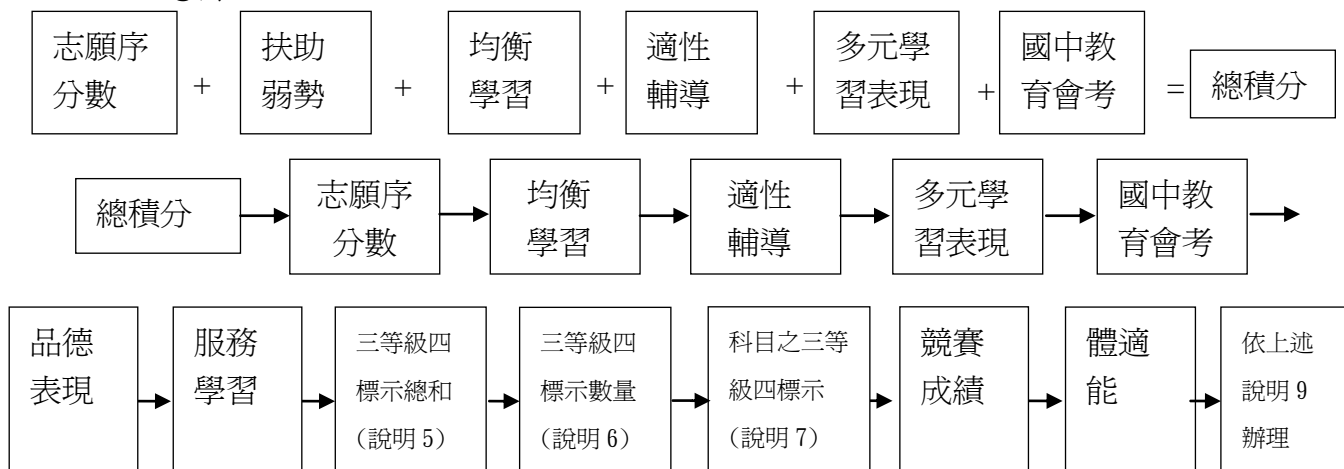 志願序 + 扶助 + 均衡 + 適性 + 多元學 + 國中教 = 總積分
分數 弱勢 學習 輔導 習表現 育會考
總積分 志願序 均衡 適性 多元學 國中教
分數 學習 輔導 習表現 育會考
品德 服務 三等級四 三等級四 科目之三等 競賽 體適 依上述
表現 學習 標示總和 標示數量 級四標示 成績 能 說明 9
(說明 5) (說明 6) (說明 7) 辦理